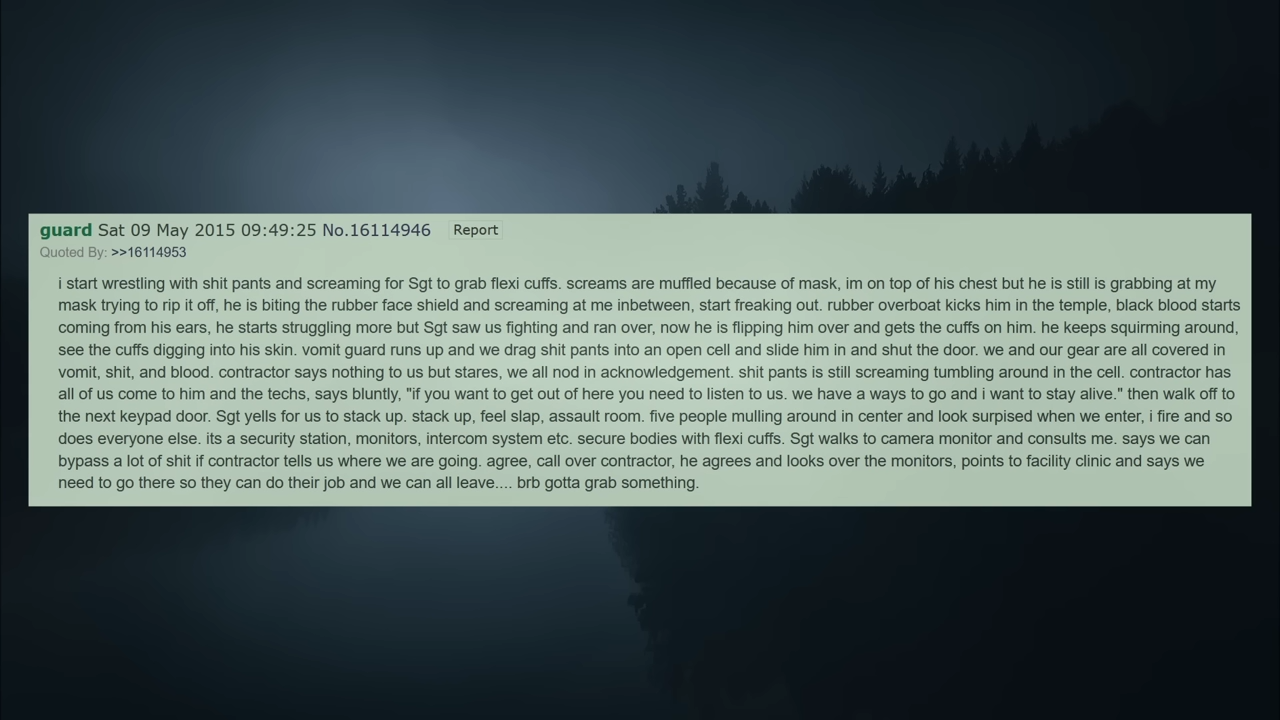 guard Sat 09 May 2015 09:49:25 No.16114946 Report
Quoted By: >>16114953
i start wrestling with shit pants and screaming for Sgt to grab flexi cuffs. screams are muffled because of mask, im on top of his chest but he is still is grabbing at my
mask trying to rip it off, he is biting the rubber face shield and screaming at me inbetween, start freaking out. rubber overboat kicks him in the temple, black blood starts
coming from his ears, he starts struggling more but Sgt saw us fighting and ran over, now he is flipping him over and gets the cuffs on him. he keeps squirming around,
see the cuffs digging into his skin. vomit guard runs up and we drag shit pants into an open cell and slide him in and shut the door. we and our gear are all covered in
vomit, shit, and blood. contractor says nothing to us but stares, we all nod in acknowledgement. shit pants is still screaming tumbling around in the cell. contractor has
all of us come to him and the techs, says bluntly, "if you want to get out of here you need to listen to us. we have a ways to go and i want to stay alive." then walk off to
the next keypad door. Sgt yells for us to stack up. stack up, feel slap, assault room. five people mulling around in center and look surpised when we enter, i fire and so
does everyone else. its a security station, monitors, intercom system etc. secure bodies with flexi cuffs. Sgt walks to camera monitor and consults me. says we can
bypass a lot of shit if contractor tells us where we are going. agree, call over contractor, he agrees and looks over the monitors, points to facility clinic and says we
need to go there so they can do their job and we can all leave.... brb gotta grab something.